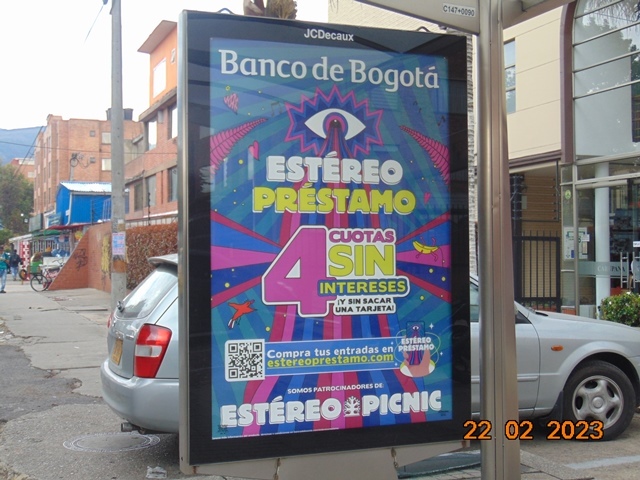 C147+0090
JCDecaux
Banco de Bogotá
ESTÉREO
PRÉSTAMO
4 CUOTAS
SIN
INTERESES
¡Y SIN SACAR
UNA TARJETA!
Compra tus entradas en
estereoprestamo.com
ESTÉREO
PRÉSTAMO
SOMOS PATROCINADORES DE
ESTÉREO PICNIC
22 02 2023